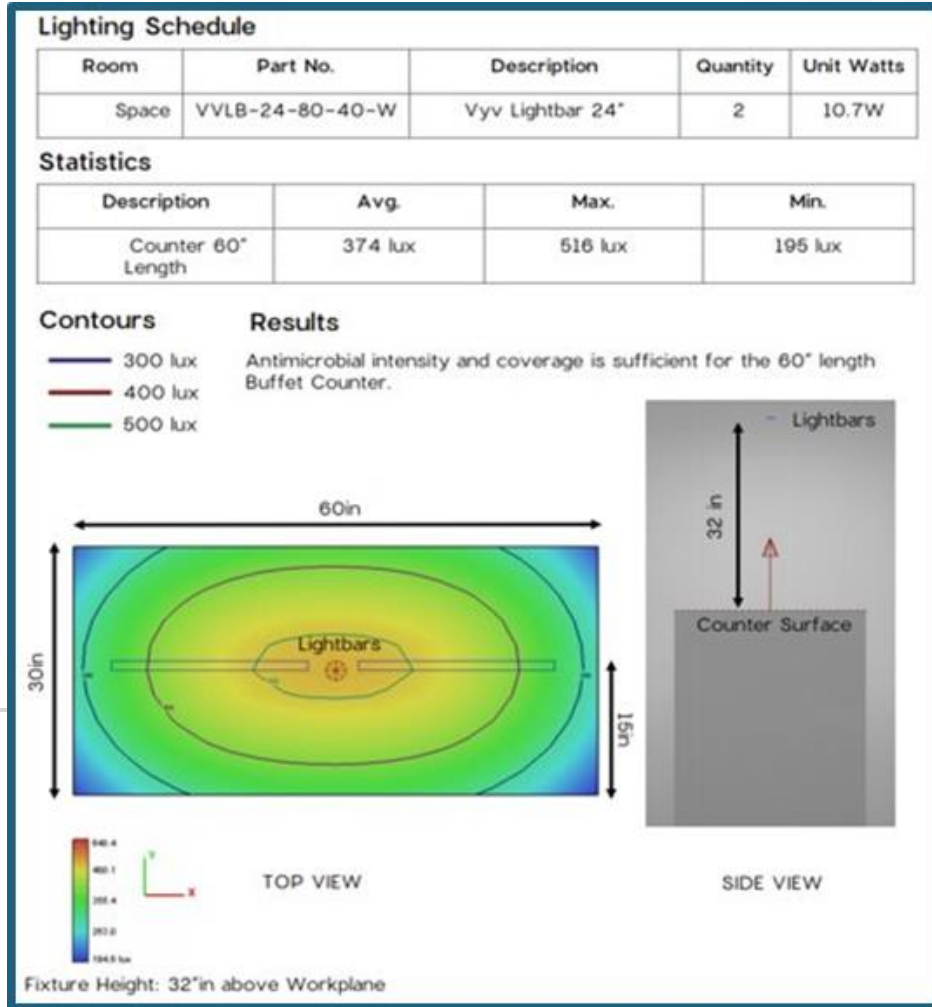 Lighting Schedule
Room Part No. Description Quantity Unit Watts
Space VVLB-24-80-40-W Vyv Lightbar 24" 2 10.7W
Statistics
Description Avg. Max. Min.
Counter 60" Length 374 lux 516 lux 195 lux
Contours Results
300 lux
400 lux
500 lux
Antimicrobial intensity and coverage is sufficient for the 60" length
Buffet Counter.
Lightbars
32 in
Counter Surface
60in
30in
Lightbars
15in
Y
X
TOP VIEW
SIDE VIEW
Fixture Height: 32"in above Workplane